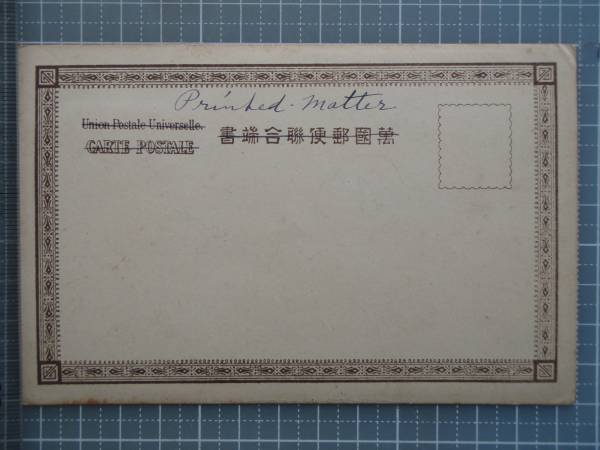 Printed-Matter
Union Postale Universelle.
CARTE POSTALE
書端合聯便郵國萬